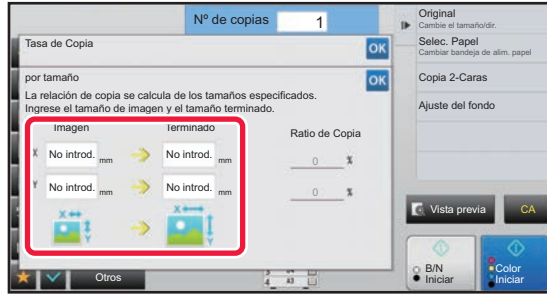 Nº de copias 1
Original
Cambie el tamaño/dir.
Tasa de Copia OK
Selec. Papel
Cambiar bandeja de alim. papel
por tamaño OK
Copia 2-Caras
La relación de copia se calcula de los tamaños especificados.
Ingrese el tamaño de imagen y el tamaño terminado.
Ajuste del fondo
Imagen Terminado Ratio de Copia
X No introd. mm No introd. mm 0 %
Y No introd. mm No introd. mm 0 %
X Y X Y
Vista previa CA
B/N
Iniciar
Color
Iniciar
Otros
4 A3